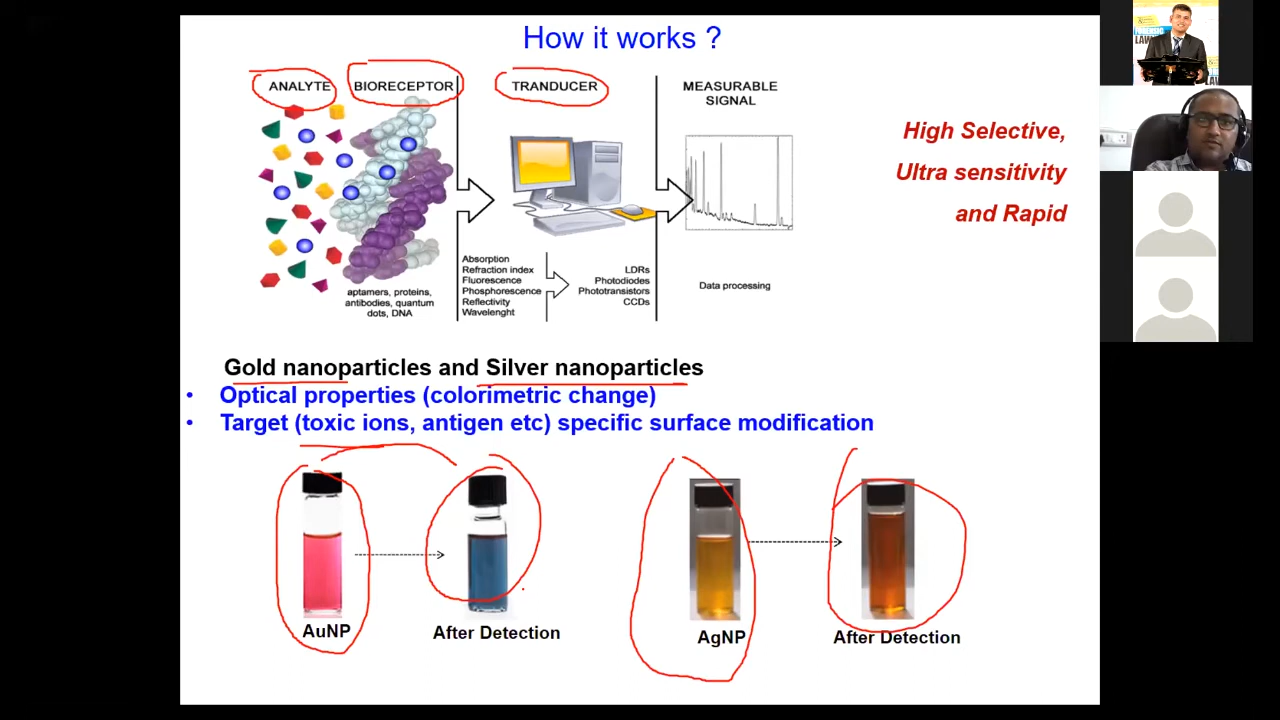 How it works ?
ANALYTE
BIORECEPTOR
TRANDUCER
MEASURABLE
SIGNAL
High Selective,
Ultra sensitivity
and Rapid
aptamers, proteins,
antibodies, quantum
dots, DNA
Absorption
Refraction index
Fluorescence
Phosphorescence
Reflectivity
Wavelenght
LDRs
Photodiodes
Phototransistors
CCDs
Data processing
Gold nanoparticles and Silver nanoparticles
• Optical properties (colorimetric change)
• Target (toxic ions, antigen etc) specific surface modification
AuNP
After Detection
AgNP
After Detection
LAW